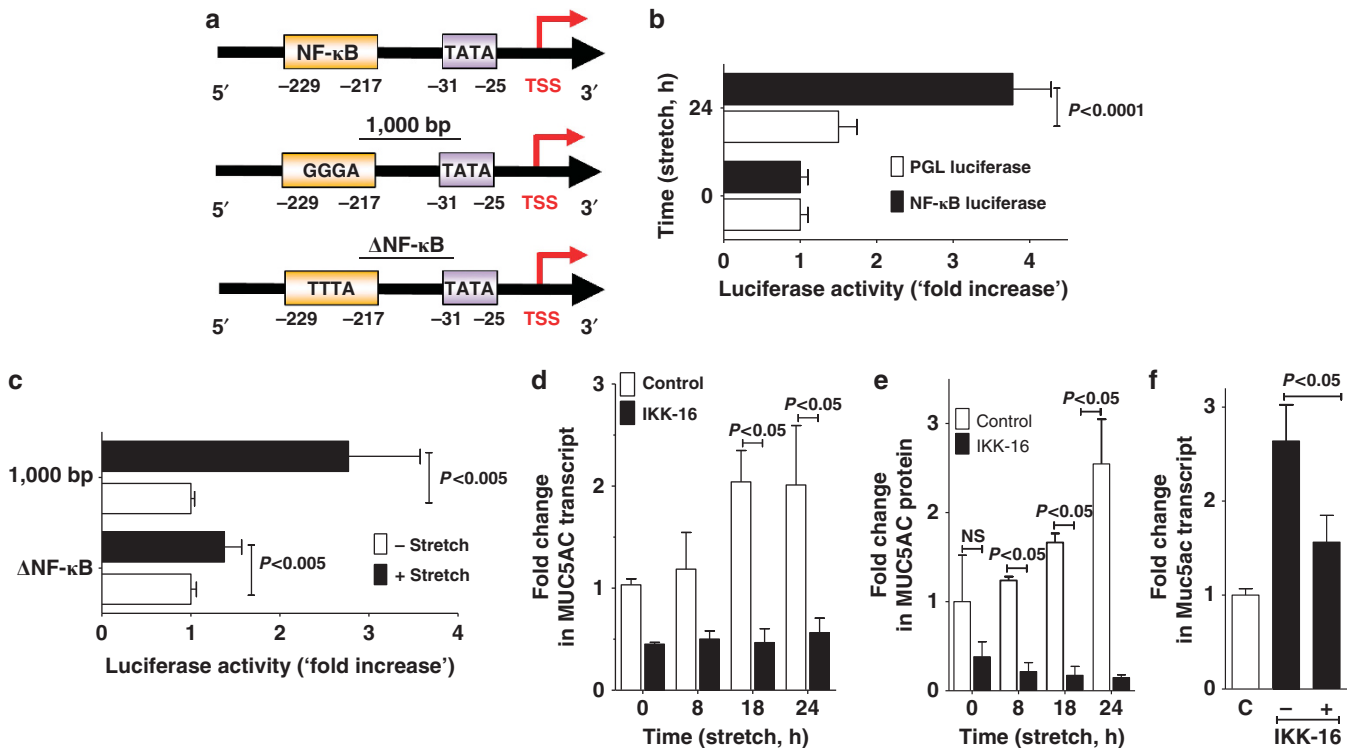 a
NF-κB TATA
–229 –217 –31 –25 TSS
5′ 3′
1,000 bp
GGGA TATA
–229 –217 –31 –25 TSS
5′ 3′
ΔNF-κB
TTTA TATA
–229 –217 –31 –25 TSS
5′ 3′
b
Time (stretch, h)
24
0
P<0.0001
PGL luciferase
NF-κB luciferase
0 1 2 3 4
Luciferase activity (‘fold increase’)
c
1,000 bp
ΔNF-κB
P<0.005
P<0.005
– Stretch
+ Stretch
0 1 2 3 4
Luciferase activity (‘fold increase’)
d
Fold change
in MUC5AC transcript
3
2
1
0
Control
IKK-16
P<0.05
P<0.05
0 8 18 24
Time (stretch, h)
e
Fold change
in MUC5AC protein
3
2
1
0
Control
IKK-16
NS
P<0.05
P<0.05
P<0.05
0 8 18 24
Time (stretch, h)
f
Fold change
in Muc5ac transcript
3
2
1
0
P<0.05
C – +
IKK-16